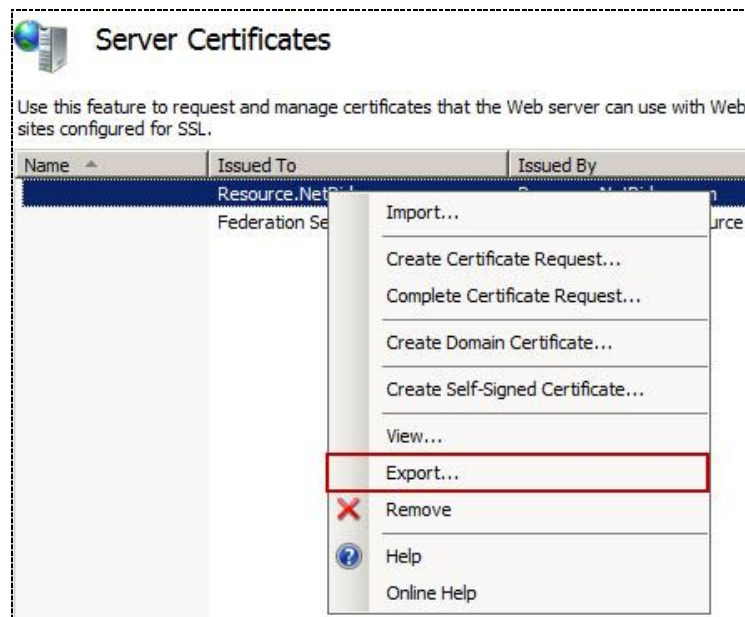 Server Certificates
Use this feature to request and manage certificates that the Web server can use with Web
sites configured for SSL.
Name Issued To Issued By
Federation
Import...
Create Certificate Request...
Complete Certificate Request...
Create Domain Certificate...
Create Self-Signed Certificate...
View...
Export...
Remove
Help
Online Help